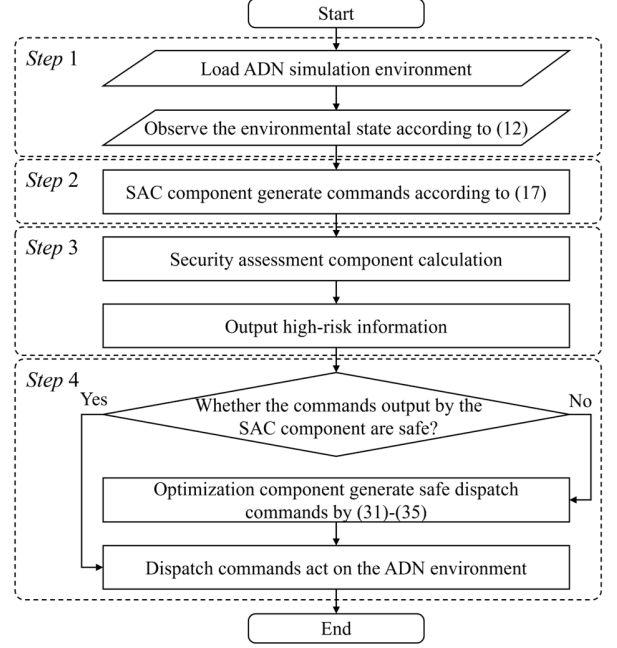 Start
Step 1
Load ADN simulation environment
Observe the environmental state according to (12)
Step 2
SAC component generate commands according to (17)
Step 3
Security assessment component calculation
Output high-risk information
Step 4
Yes
No
Whether the commands output by the
SAC component are safe?
Optimization component generate safe dispatch
commands by (31)-(35)
Dispatch commands act on the ADN environment
End